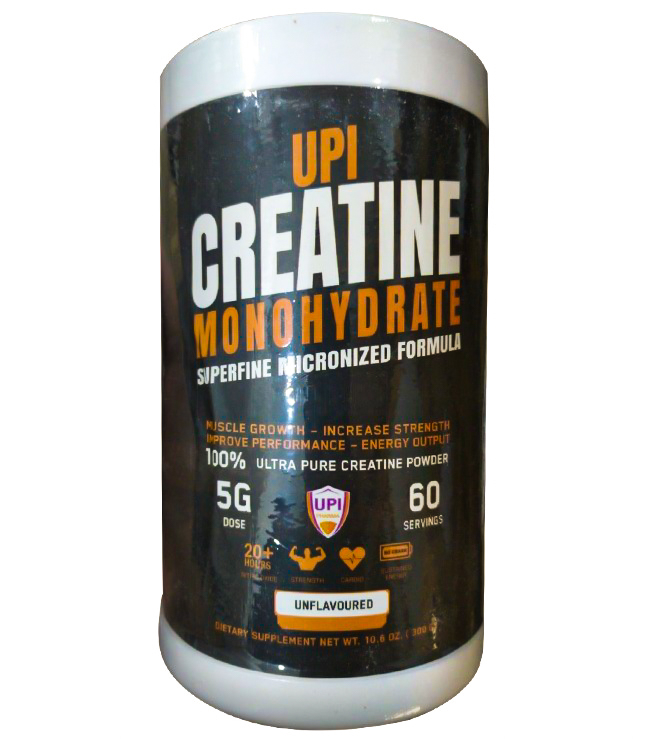 UPI
CREATINE
MONOHYDRATE
SUPERFINE MICRONIZED FORMULA
MUSCLE GROWTH – INCREASE STRENGTH
IMPROVE PERFORMANCE – ENERGY OUTPUT
100% ULTRA PURE CREATINE POWDER
5G
DOSE
UPI
60
SERVINGS
20+
HOURS
STRENGTH
CARDIO
ENERGY
UNFLAVOURED
DIETARY SUPPLEMENT NET WT. 10.6 OZ. ( 300